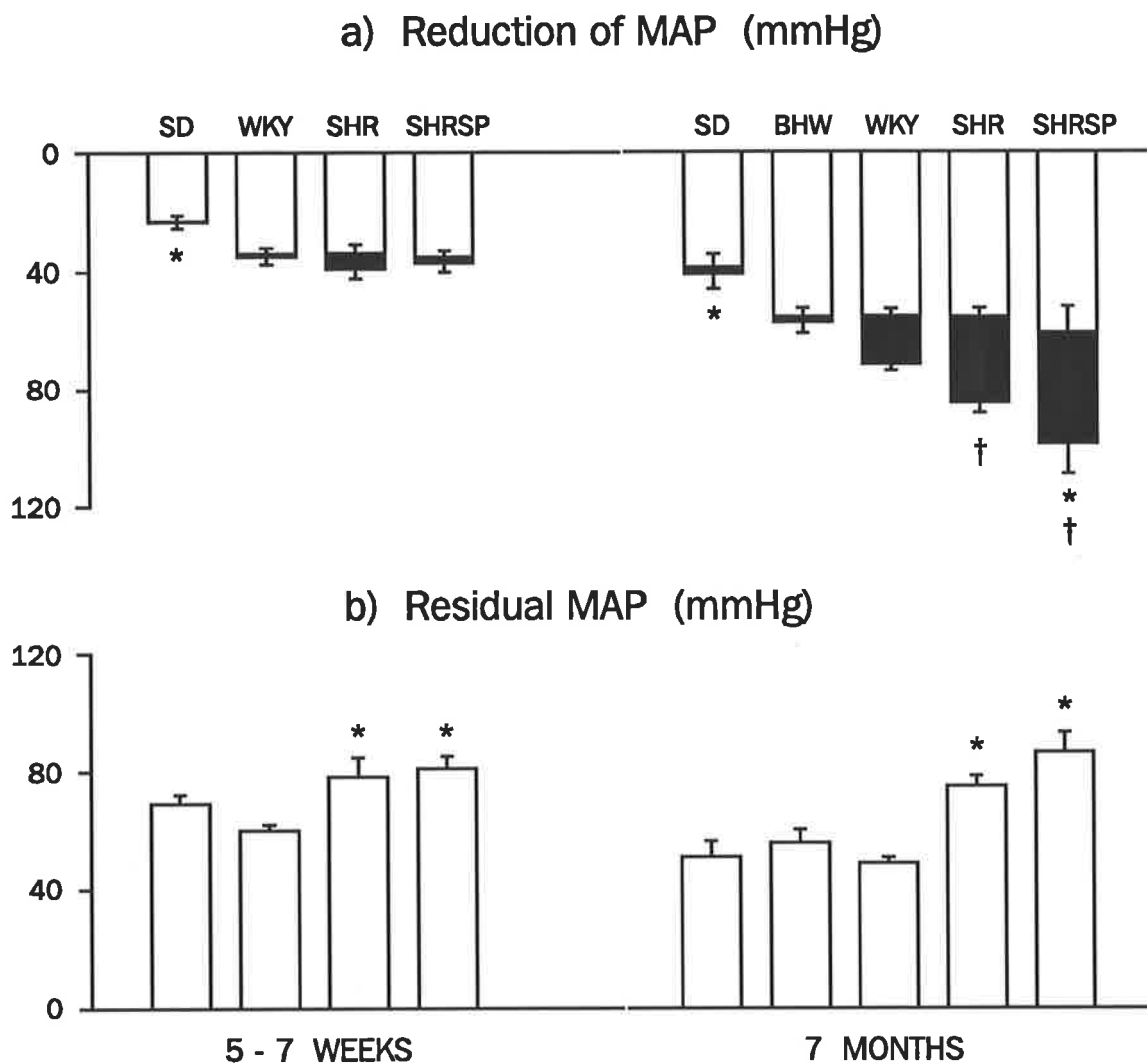 a) Reduction of MAP (mmHg)
SD WKY SHR SHRSP SD BHW WKY SHR SHRSP
0
40
80
120
*
*
†
*
†
b) Residual MAP (mmHg)
120
80
40
0
* * * *
5 - 7 WEEKS 7 MONTHS